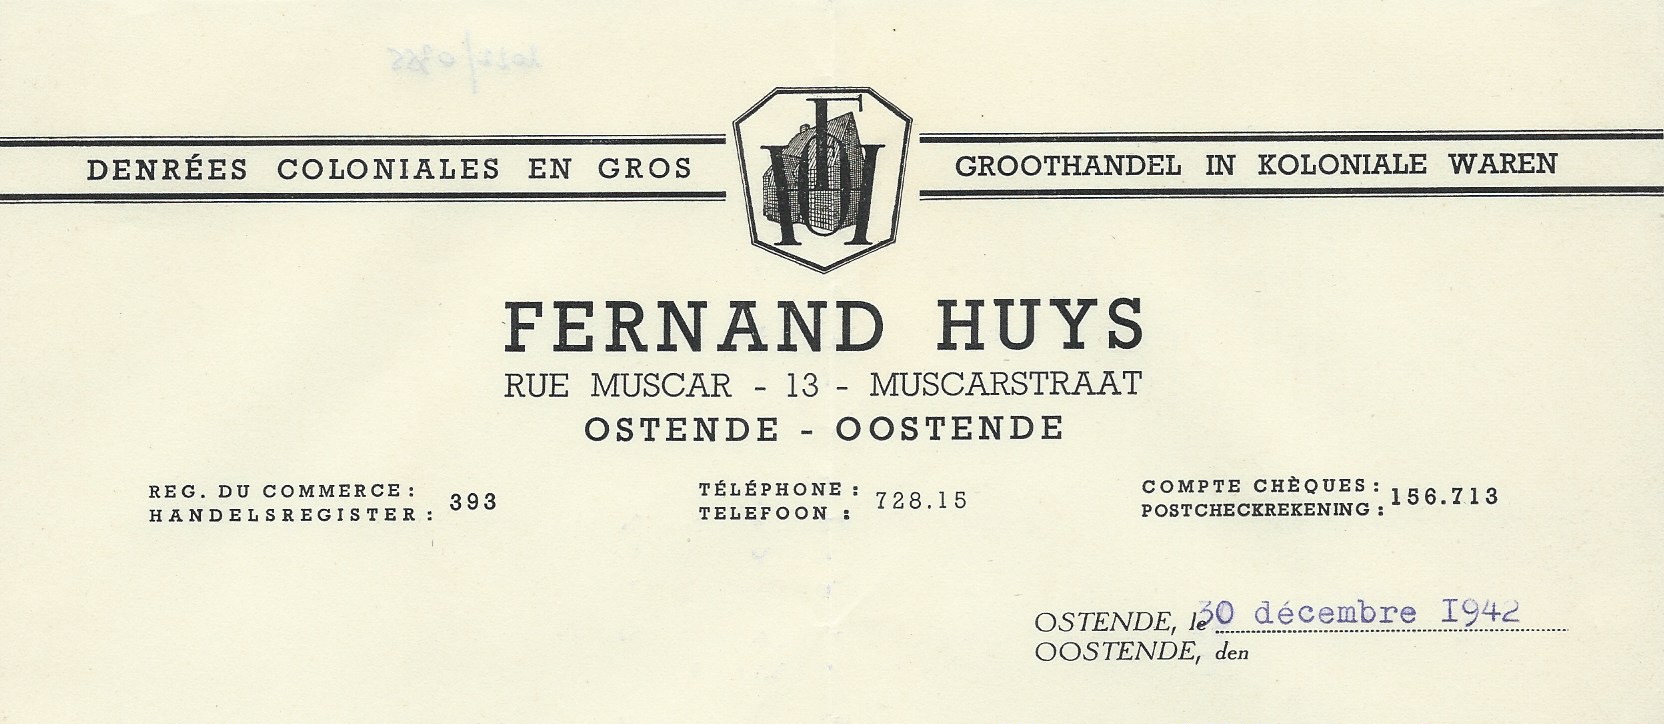 DENRÉES COLONIALES EN GROS
GROOTHANDEL IN KOLONIALE WAREN
FERNAND HUYS
RUE MUSCAR - 13 - MUSCARSTRAAT
OSTENDE - OOSTENDE
REG. DU COMMERCE :
HANDELSREGISTER : 393
TÉLÉPHONE :
TELEFOON : 728.15
COMPTE CHÈQUES :
POSTCHECKREKENING : 156.713
OSTENDE, le 30 décembre 1942
OOSTENDE, den